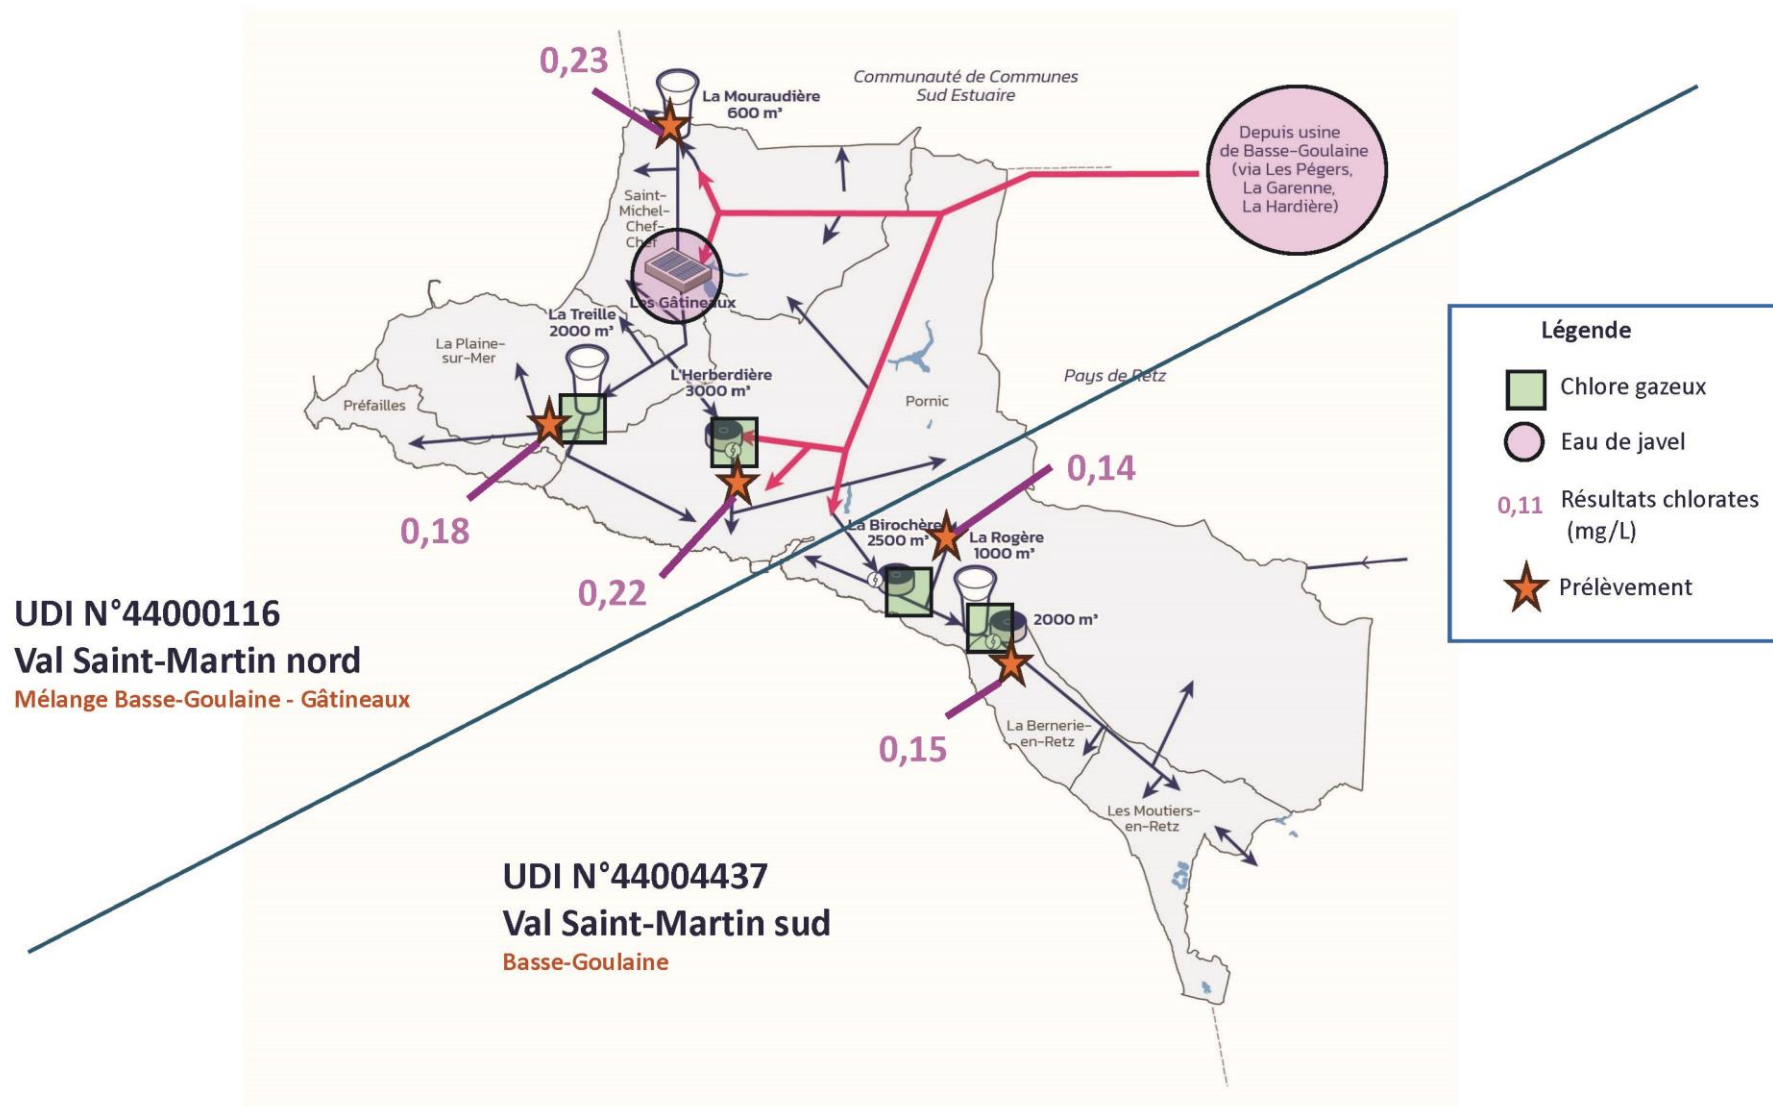 0,23
La Mouraudière
600 m³
Communauté de Communes
Sud Estuaire
Depuis usine
de Basse-Goulaine
(via Les Pégers,
La Garenne,
La Hardière)
Saint-
Michel-
Chef-
Chef
Les Gâtineaux
La Treille
2000 m³
La Plaine-
sur-Mer
L'Herberdière
3000 m³
Préfailles
Pornic
Pays de Retz
Légende
Chlore gazeux
Eau de javel
0,11 Résultats chlorates
(mg/L)
Prélèvement
0,14
0,18
0,22
La Birochère
2500 m³
La Rogère
1000 m³
2000 m³
UDI N°44000116
Val Saint-Martin nord
Mélange Basse-Goulaine - Gâtineaux
0,15
La Bernerie-
en-Retz
Les Moutiers-
en-Retz
UDI N°44004437
Val Saint-Martin sud
Basse-Goulaine